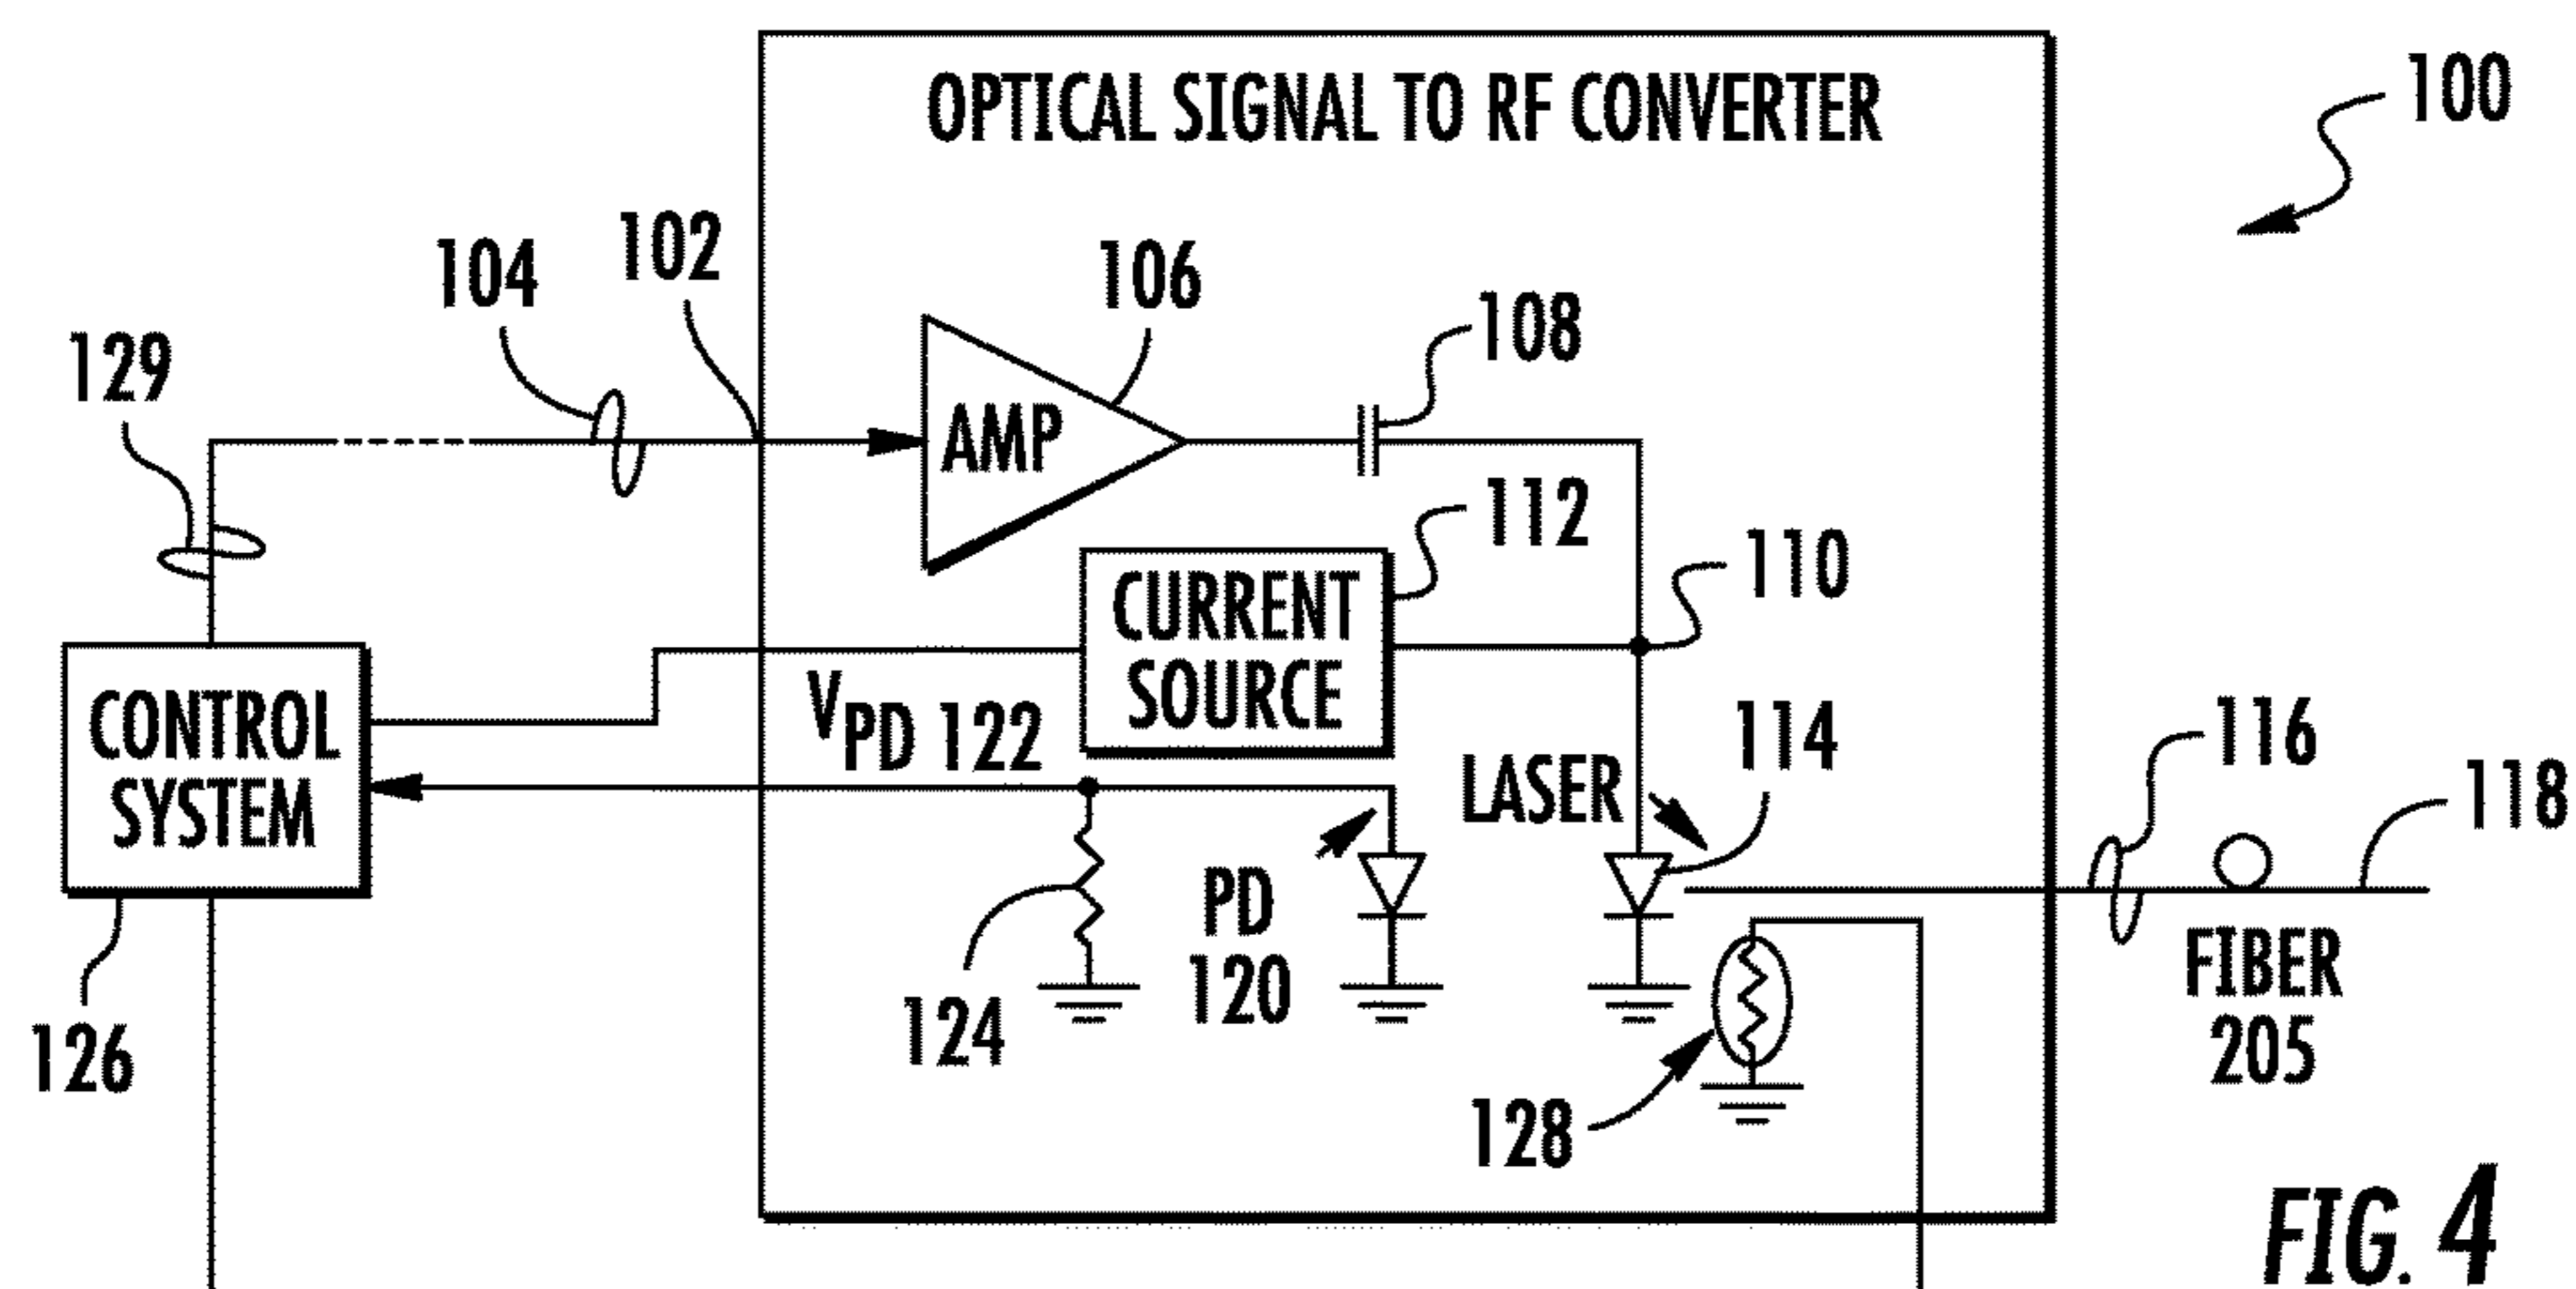 OPTICAL SIGNAL TO RF CONVERTER
100
102
104
106
108
129
AMP
112
110
CURRENT
SOURCE
CONTROL
SYSTEM
VPD 122
LASER
114
116
118
PD
120
124
126
128
FIBER
205
FIG. 4